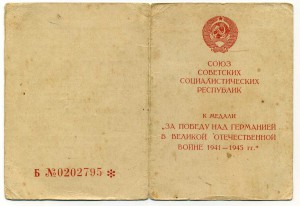 Б №0202795 *
СОЮЗ
СОВЕТСКИХ
СОЦИАЛИСТИЧЕСКИХ
РЕСПУБЛИК
К МЕДАЛИ
„ЗА ПОБЕДУ НАД ГЕРМАНИЕЙ
В ВЕЛИКОЙ ОТЕЧЕСТВЕННОЙ
ВОЙНЕ 1941—1945 гг."